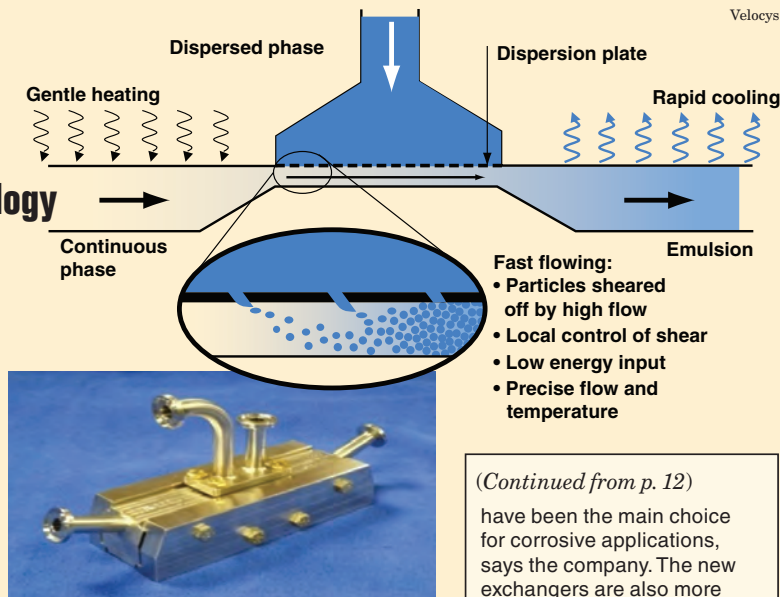 Velocys
Dispersed phase
Dispersion plate
Gentle heating
Rapid cooling
logy
Continuous
phase
Emulsion
Fast flowing:
• Particles sheared
off by high flow
• Local control of shear
• Low energy input
• Precise flow and
temperature
(Continued from p. 12)
have been the main choice
for corrosive applications,
says the company. The new
exchangers are also more